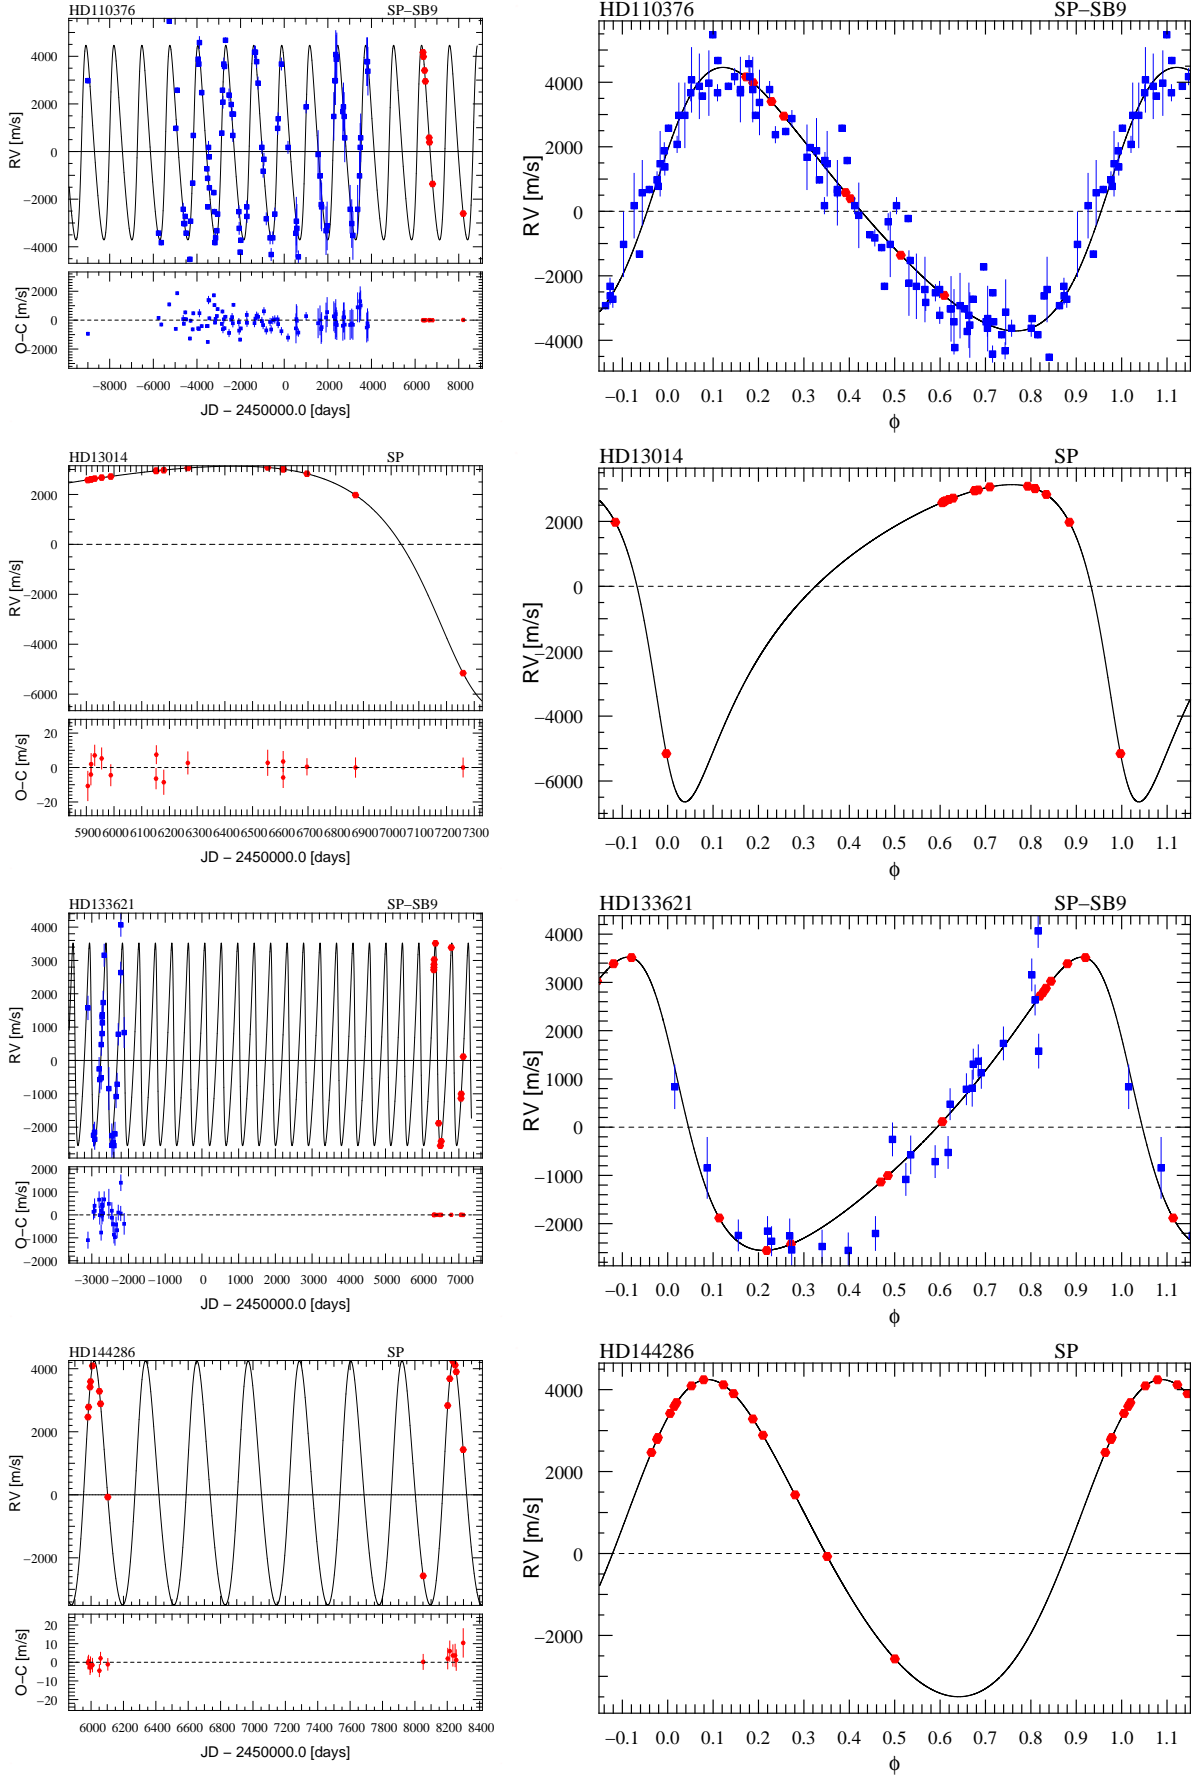 HD110376 SP−SB9
4000
2000
0
−2000
−4000
RV [m/s]
2000
0
−2000
O−C [m/s]
−8000 −6000 −4000 −2000 0 2000 4000 6000 8000
JD − 2450000.0 [days]
HD110376 SP−SB9
4000
2000
0
−2000
−4000
RV [m/s]
−0.1 0.0 0.1 0.2 0.3 0.4 0.5 0.6 0.7 0.8 0.9 1.0 1.1
ϕ
HD13014 SP
2000
0
−2000
−4000
−6000
RV [m/s]
20
0
−20
O−C [m/s]
5900 6000 6100 6200 6300 6400 6500 6600 6700 6800 6900 7000 7100 7200 7300
JD − 2450000.0 [days]
HD13014 SP
2000
0
−2000
−4000
−6000
RV [m/s]
−0.1 0.0 0.1 0.2 0.3 0.4 0.5 0.6 0.7 0.8 0.9 1.0 1.1
ϕ
HD133621 SP−SB9
4000
3000
2000
1000
0
−1000
−2000
RV [m/s]
2000
1000
0
−1000
−2000
O−C [m/s]
−3000 −2000 −1000 0 1000 2000 3000 4000 5000 6000 7000
JD − 2450000.0 [days]
HD133621 SP−SB9
4000
3000
2000
1000
0
−1000
−2000
RV [m/s]
−0.1 0.0 0.1 0.2 0.3 0.4 0.5 0.6 0.7 0.8 0.9 1.0 1.1
ϕ
HD144286 SP
4000
2000
0
−2000
RV [m/s]
20
10
0
−10
−20
O−C [m/s]
6000 6200 6400 6600 6800 7000 7200 7400 7600 7800 8000 8200 8400
JD − 2450000.0 [days]
HD144286 SP
4000
2000
0
−2000
RV [m/s]
−0.1 0.0 0.1 0.2 0.3 0.4 0.5 0.6 0.7 0.8 0.9 1.0 1.1
ϕ